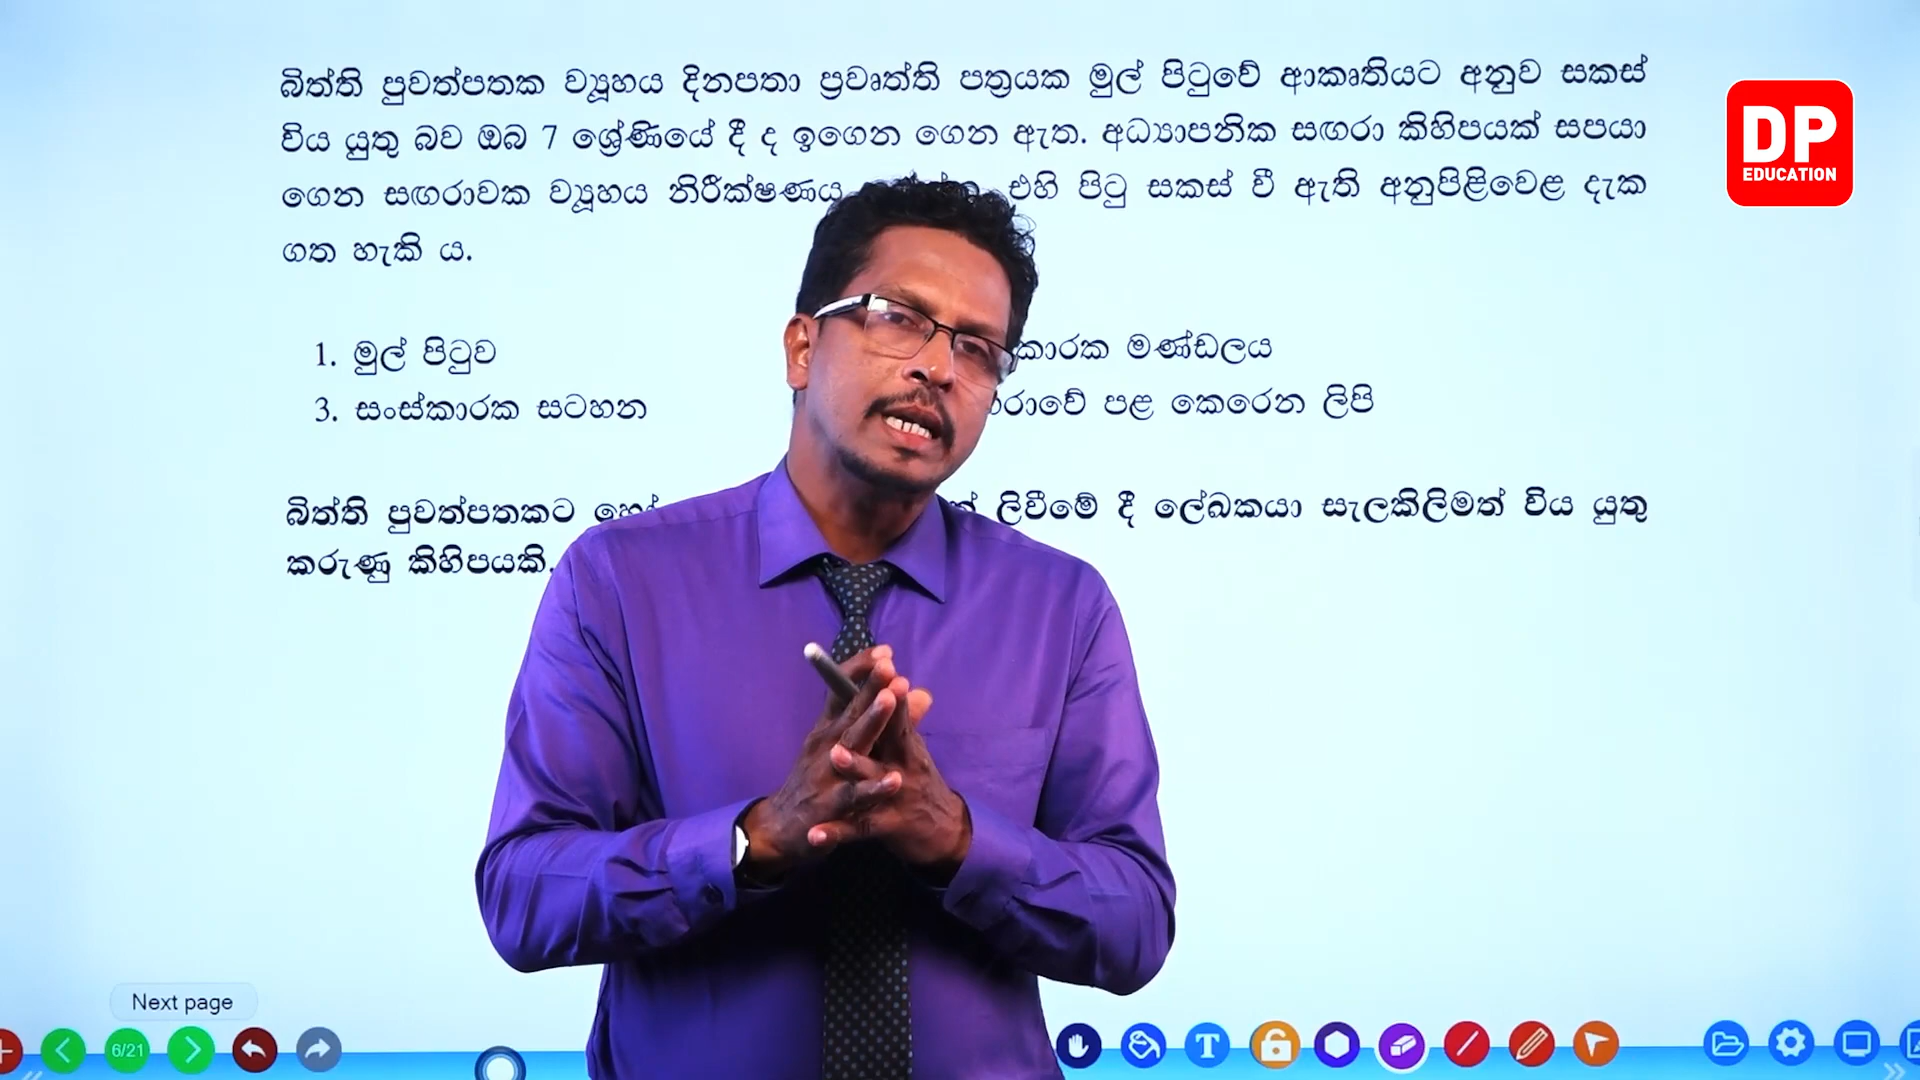 බිත්ති පුවත්පතක ව්‍යූහය දිනපතා ප්‍රවෘත්ති පත්‍රයක මුල් පිටුවේ ආකෘතියට අනුව සකස්
විය යුතු බව ඔබ 7 ශ්‍රේණියේ දී ද ඉගෙන ගෙන ඇත. අධ්‍යාපනික සඟරා කිහිපයක් සපයා
ගෙන සඟරාවක ව්‍යූහය නිරීක්ෂණය එහි පිටු සකස් වී ඇති අනුපිළිවෙළ දැක
ගත හැකි ය.
1. මුල් පිටුව
කාරක මණ්ඩලය
3. සංස්කාරක සටහන
රාවේ පළ කෙරෙන ලිපි
බිත්ති පුවත්පතකට ලිවීමේ දී ලේඛකයා සැලකිලිමත් විය යුතු
කරුණු කිහිපයකි.
DP
EDUCATION
Next page
6/21